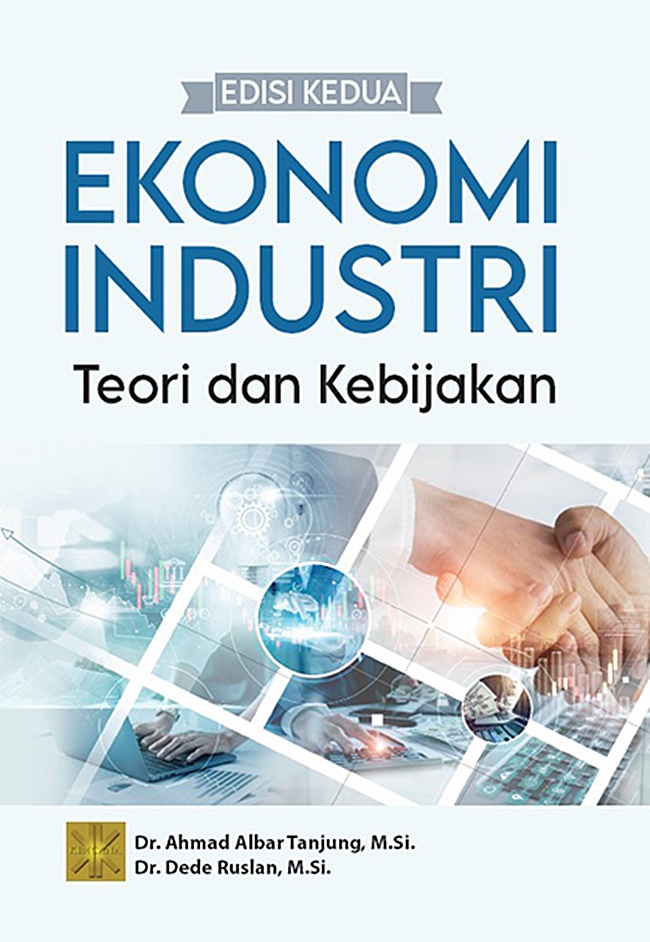 EDISI KEDUA
EKONOMI
INDUSTRI
Teori dan Kebijakan
Dr. Ahmad Albar Tanjung, M.Si.
Dr. Dede Ruslan, M.Si.